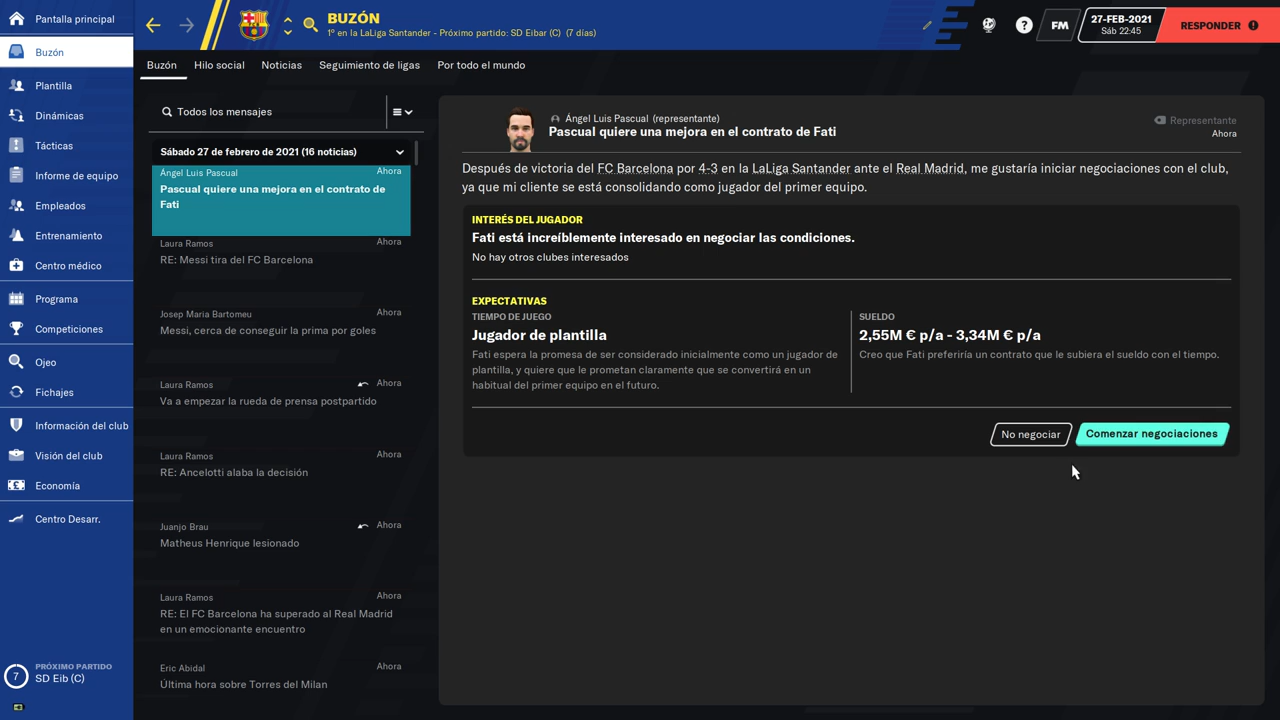 Pantalla principal
Buzón
Plantilla
Dinámicas
Tácticas
Informe de equipo
Empleados
Entrenamiento
Centro médico
Programa
Competiciones
Ojeo
Fichajes
Información del club
Visión del club
Economía
Centro Desarr.
7
PRÓXIMO PARTIDO
SD Eib (C)
BUZÓN
1º en la LaLiga Santander - Próximo partido: SD Eibar (C) (7 días)
?
FM
27-FEB-2021
Sáb 22:45
RESPONDER
Buzón
Hilo social
Noticias
Seguimiento de ligas
Por todo el mundo
Todos los mensajes
Sábado 27 de febrero de 2021 (16 noticias)
Ángel Luis Pascual
Ahora
Pascual quiere una mejora en el contrato de
Fati
Laura Ramos
Ahora
RE: Messi tira del FC Barcelona
Josep Maria Bartomeu
Ahora
Messi, cerca de conseguir la prima por goles
Laura Ramos
Ahora
Va a empezar la rueda de prensa postpartido
Laura Ramos
Ahora
RE: Ancelotti alaba la decisión
Juanjo Brau
Ahora
Matheus Henrique lesionado
Laura Ramos
Ahora
RE: El FC Barcelona ha superado al Real Madrid
en un emocionante encuentro
Eric Abidal
Ahora
Última hora sobre Torres del Milan
Ángel Luis Pascual (representante)
Pascual quiere una mejora en el contrato de Fati
Representante
Ahora
Después de victoria del FC Barcelona por 4-3 en la LaLiga Santander ante el Real Madrid, me gustaría iniciar negociaciones con el club,
ya que mi cliente se está consolidando como jugador del primer equipo.
INTERÉS DEL JUGADOR
Fati está increíblemente interesado en negociar las condiciones.
No hay otros clubes interesados
EXPECTATIVAS
TIEMPO DE JUEGO
Jugador de plantilla
Fati espera la promesa de ser considerado inicialmente como un jugador de
plantilla, y quiere que le prometan claramente que se convertirá en un
habitual del primer equipo en el futuro.
SUELDO
2,55M € p/a - 3,34M € p/a
Creo que Fati preferiría un contrato que le subiera el sueldo con el tiempo.
No negociar
Comenzar negociaciones